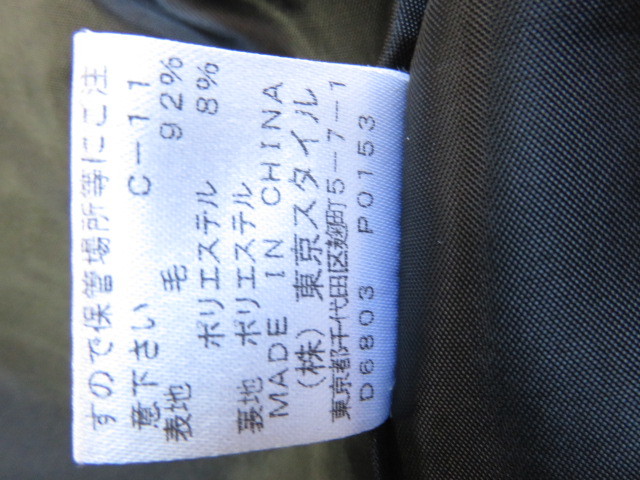 すので保管場所等にご注
意下さい C-11
表地 毛 92%
ポリエステル 8%
裏地 ポリエステル
MADE IN CHINA
(株)東京スタイル
東京都千代田区麹町5-7-1
D6803 P0153